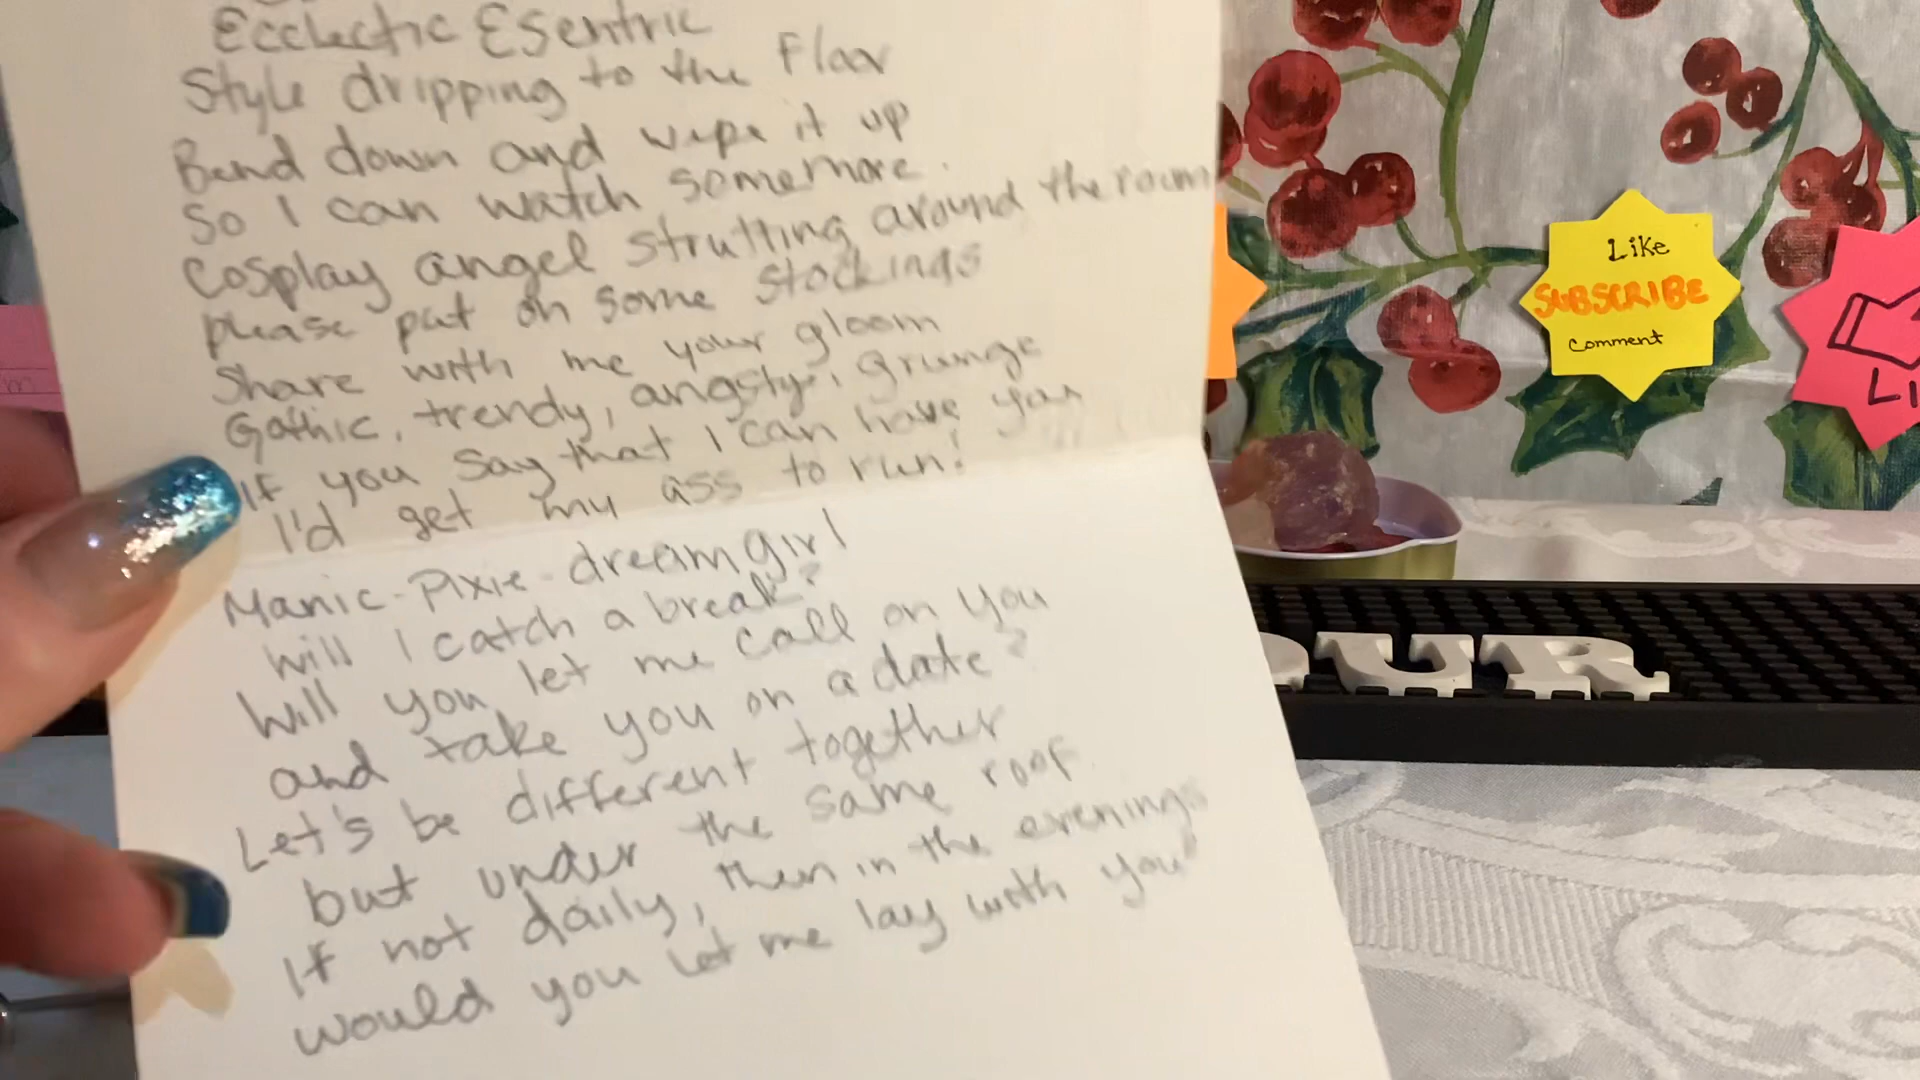 Ecclectic Esentric
Style dripping to the Floor
Bend down and wipe it up
So I can watch somemore.
Cosplay angel strutting around the room
please put on some stockings
Share with me your gloom
Gothic, trendy, angsty, grunge
If you say that I can have you
I'd get my ass to run!
Manic-Pixie-dreamgirl
will I catch a break?
Will you let me call on you
and take you on a date?
Let's be different together
but under the same roof
If not daily, then in the evenings
would you let me lay with you
Like
SUBSCRIBE
comment
LI
UR